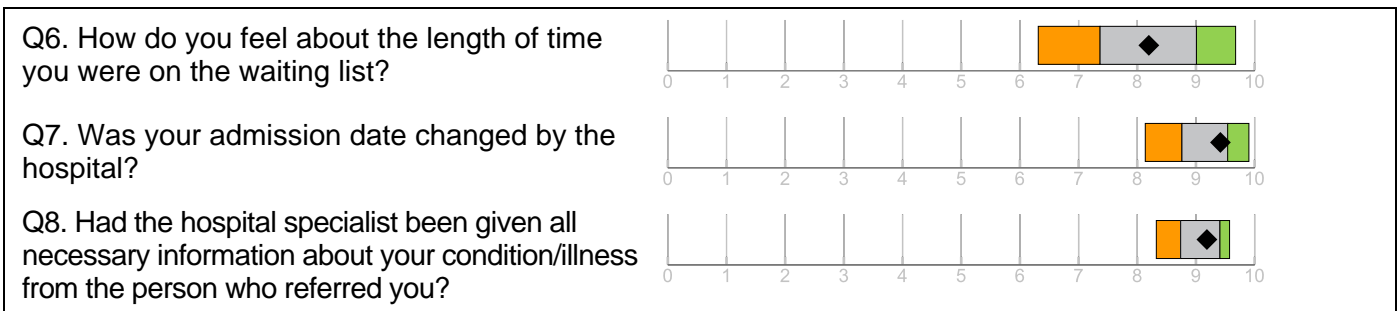 Q6. How do you feel about the length of time
you were on the waiting list?
0 1 2 3 4 5 6 7 8 9 10
Q7. Was your admission date changed by the
hospital?
0 1 2 3 4 5 6 7 8 9 10
Q8. Had the hospital specialist been given all
necessary information about your condition/illness
from the person who referred you?
0 1 2 3 4 5 6 7 8 9 10